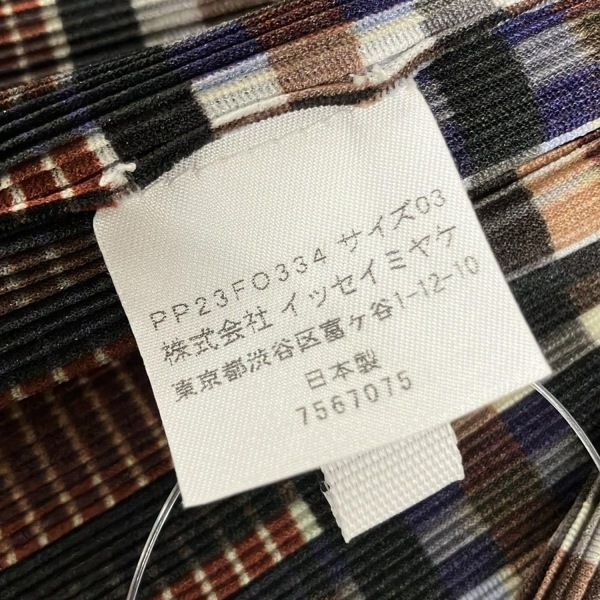 PP23FO334 サイズ03
株式会社 イッセイミヤケ
東京都渋谷区富ヶ谷1-12-10
日本製
7567075